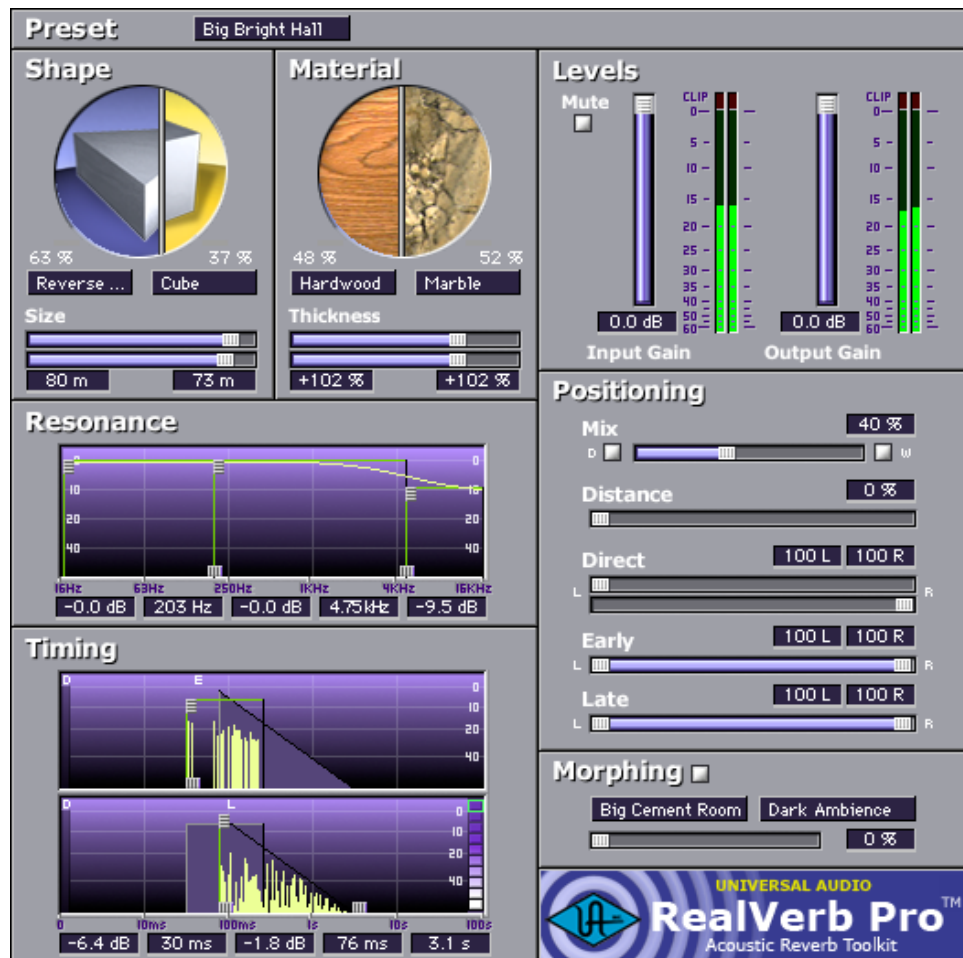 Preset Big Bright Hall
Shape
63 % 37 %
Reverse ... Cube
Size
80 m 73 m
Material
48 % 52 %
Hardwood Marble
Thickness
+102 % +102 %
Levels
Mute
CLIP CLIP
0 0
5 5
10 10
15 15
20 20
25 25
30 30
35 35
40 40
50 50
60 60
0.0 dB 0.0 dB
Input Gain Output Gain
Resonance
0 0
10 10
20 20
40 40
16Hz 63Hz 250Hz 1KHz 4KHz 16KHz
-0.0 dB 203 Hz -0.0 dB 4.75kHz -9.5 dB
Positioning
Mix 40 %
D W
Distance 0 %
Direct 100 L 100 R
L R
Early 100 L 100 R
L R
Late 100 L 100 R
L R
Timing
D E
0
10
20
40
D L
0
10
20
40
0 10ms 100ms 1s 10s 100s
-6.4 dB 30 ms -1.8 dB 76 ms 3.1 s
Morphing
Big Cement Room Dark Ambience
0 %
UNIVERSAL AUDIO
RealVerb Pro™
Acoustic Reverb Toolkit